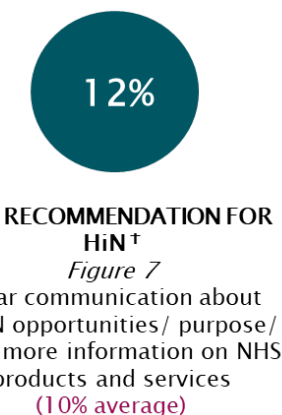 12%
RECOMMENDATION FOR
HiN†
Figure 7
communication about
opportunities/ purpose/
more information on NHS
products and services
(10% average)